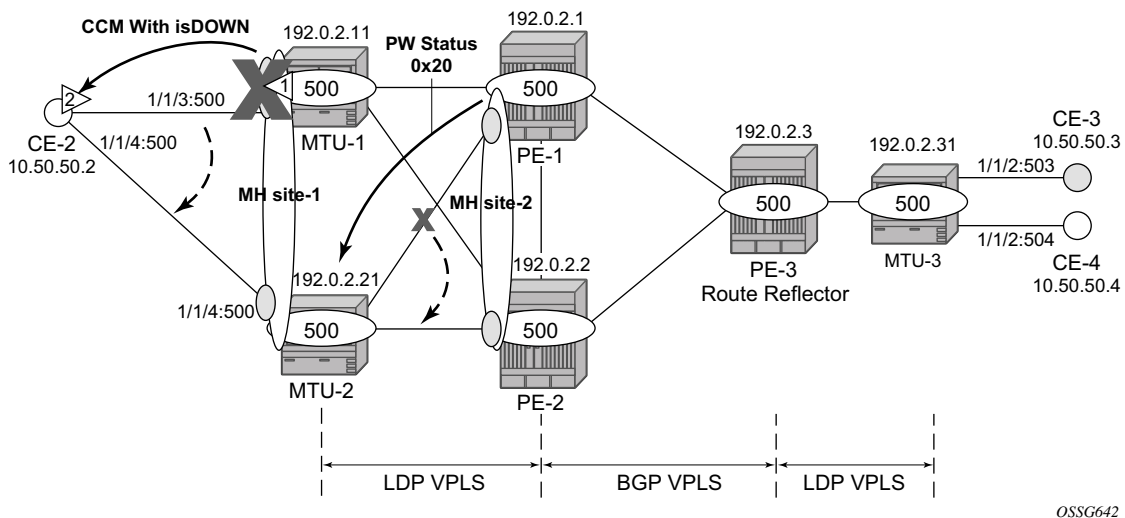 CCM With isDOWN
192.0.2.11
PW Status
0x20
192.0.2.1
1
500
500
2
1/1/3:500
CE-2
10.50.50.2
1/1/4:500
MTU-1
PE-1
192.0.2.3
192.0.2.31
CE-3
10.50.50.3
1/1/2:503
MH site-1
MH site-2
500
500
X
1/1/2:504
MTU-3
PE-3
Route Reflector
CE-4
10.50.50.4
192.0.2.21
192.0.2.2
1/1/4:500
500
500
MTU-2
PE-2
LDP VPLS
BGP VPLS
LDP VPLS
OSSG642